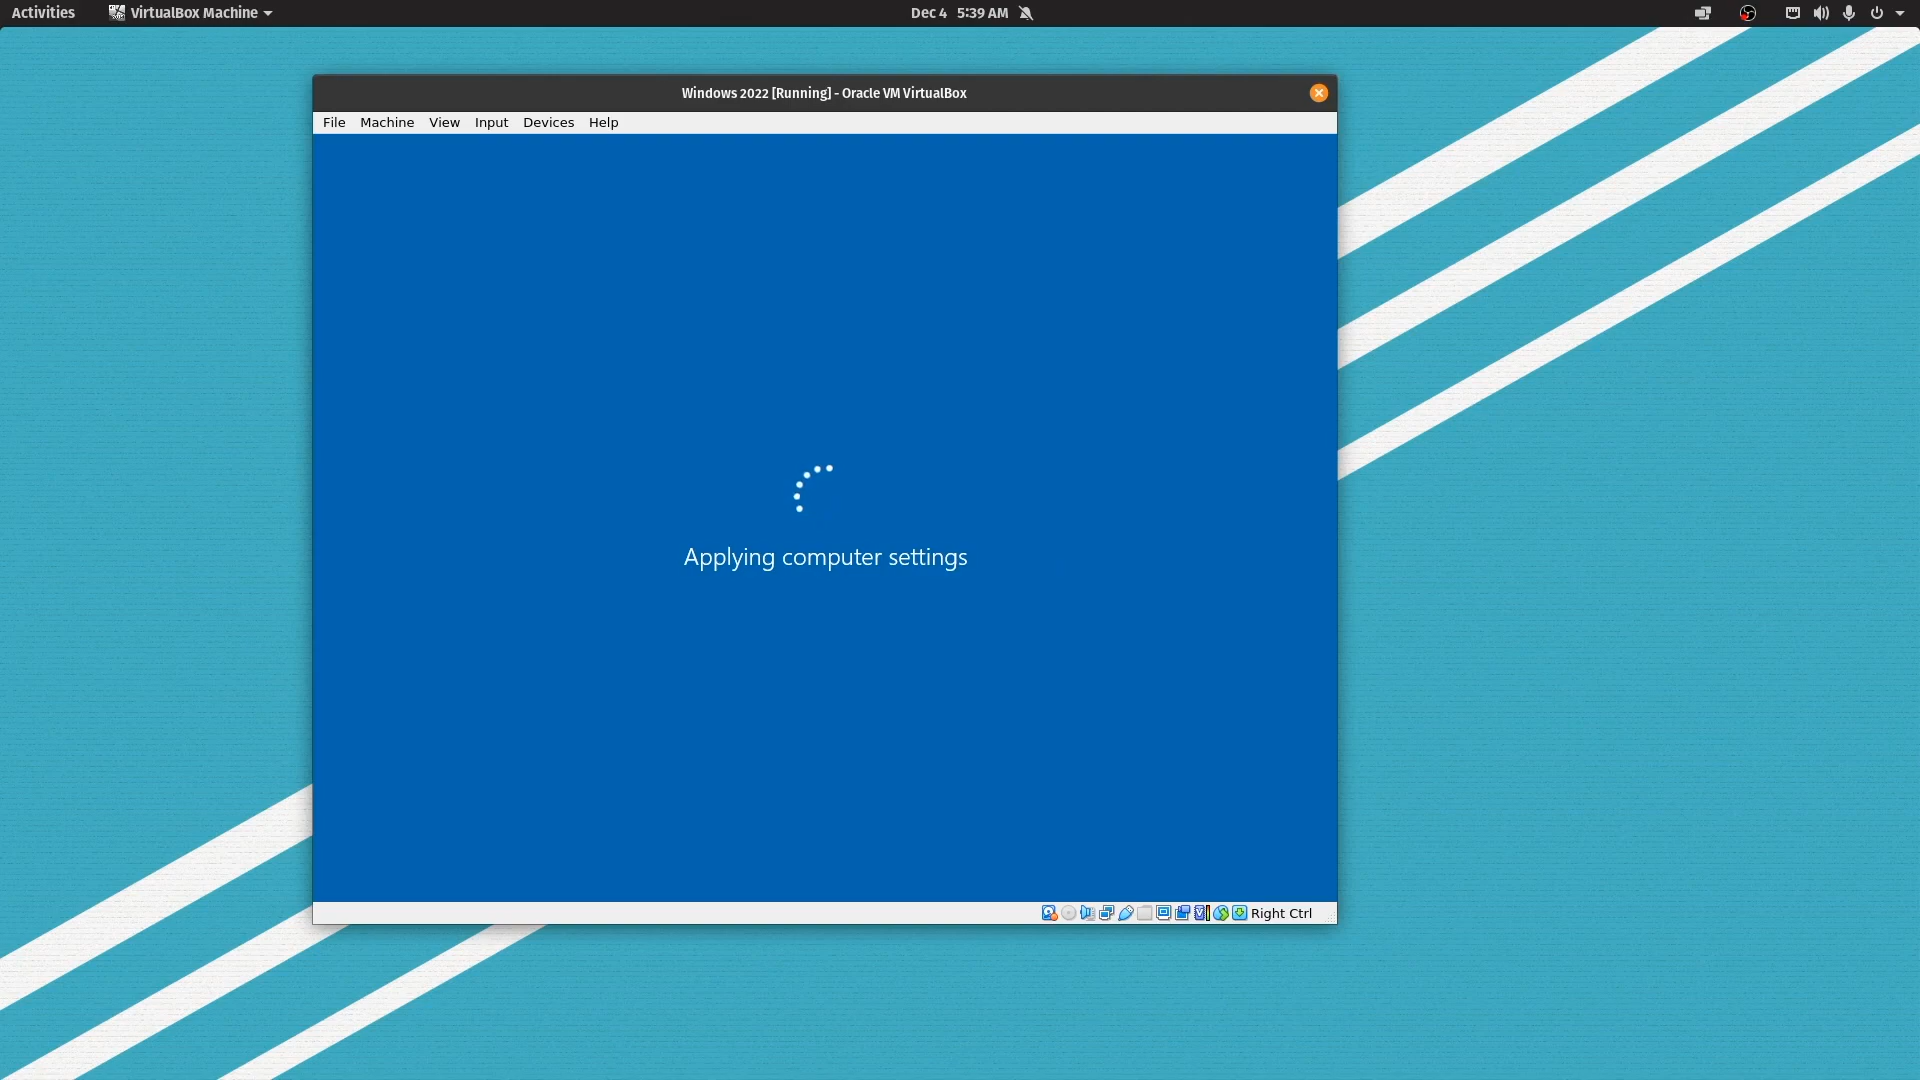 Activities VirtualBox Machine Dec 4 5:39 AM
Windows 2022 [Running] - Oracle VM VirtualBox
File Machine View Input Devices Help
Applying computer settings
Right Ctrl